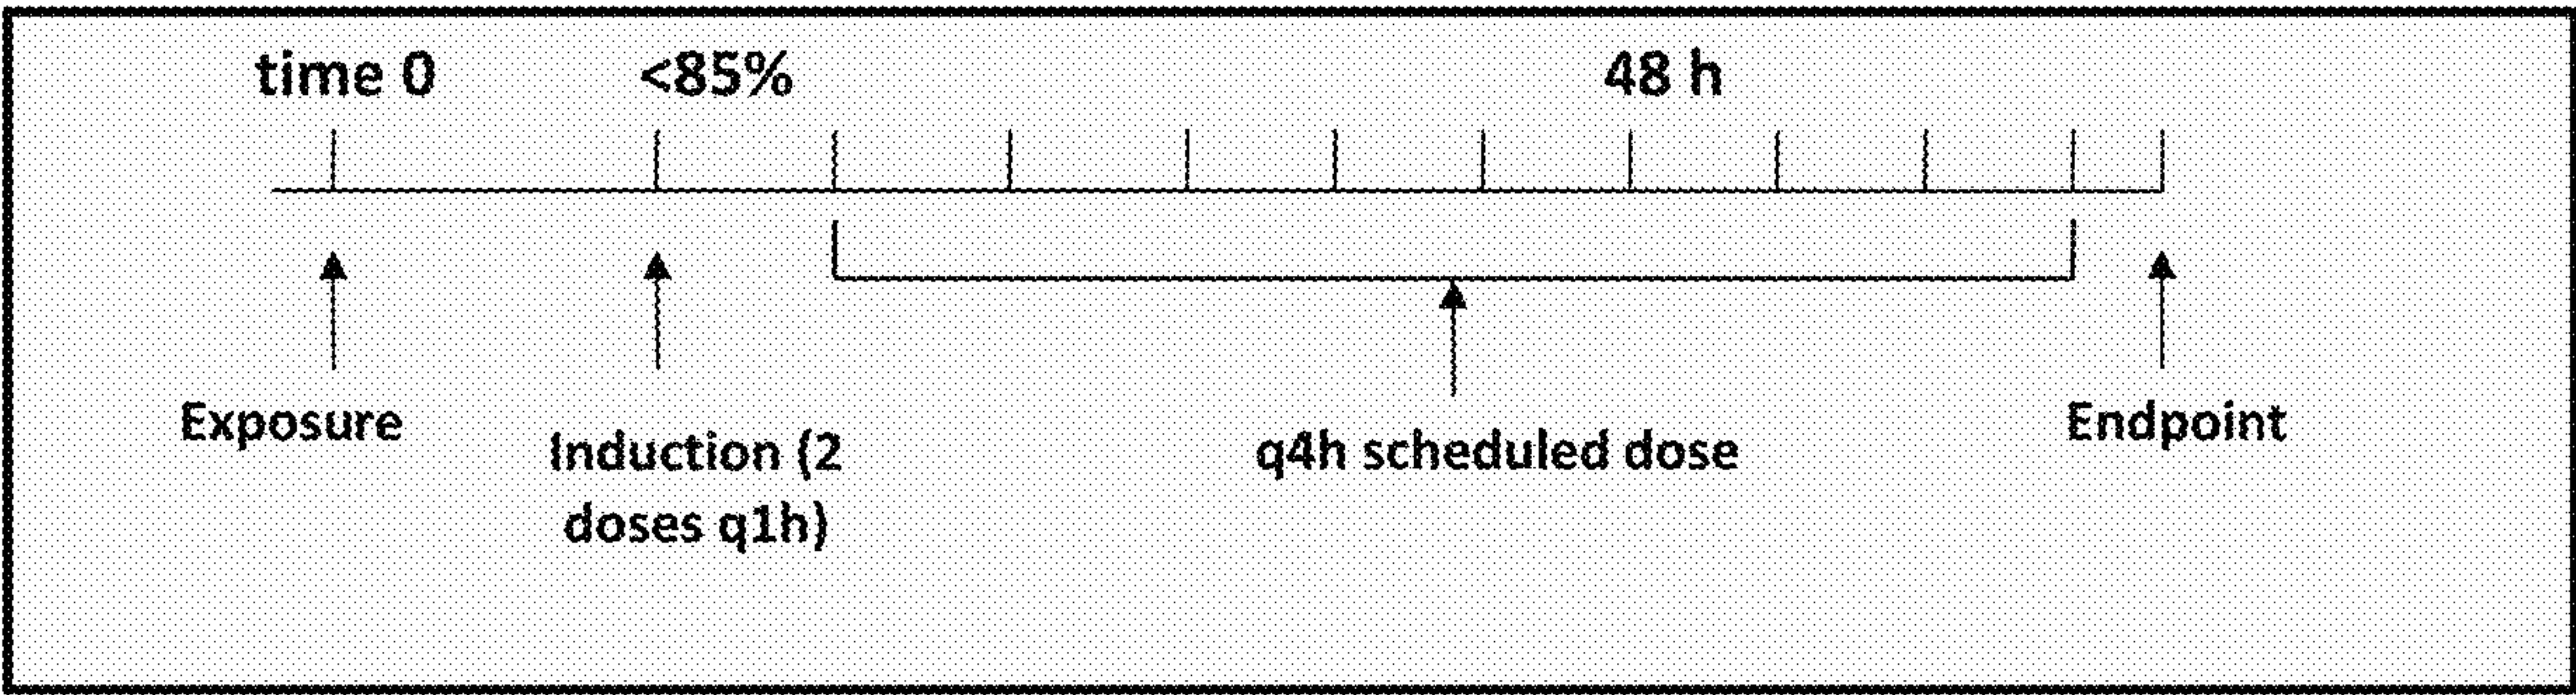 time 0
<85%
48 h
Exposure
Induction (2
doses q1h)
q4h scheduled dose
Endpoint